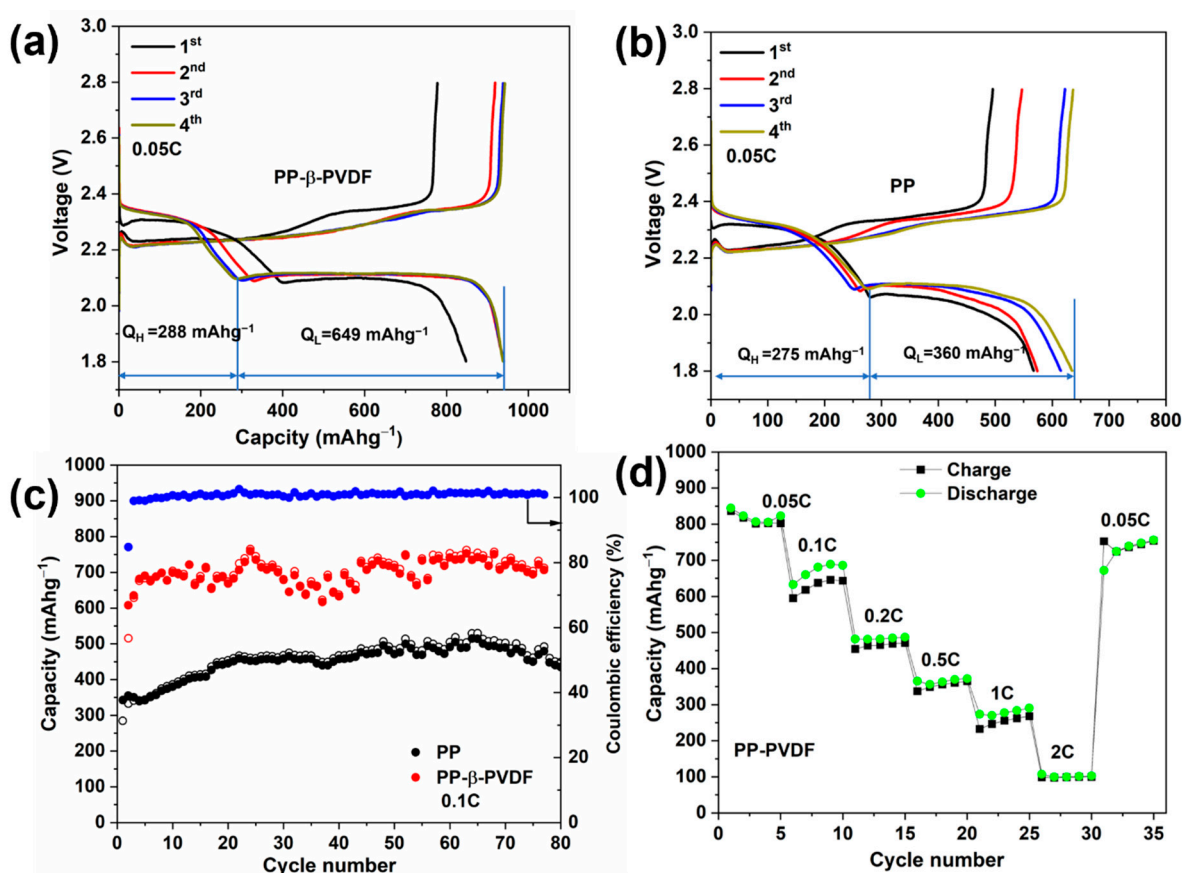 (a)
3.0
2.8
2.6
2.4
2.2
2.0
1.8
Voltage (V)
1st
2nd
3rd
4th
0.05C
PP-β-PVDF
QH =288 mAhg−1
QL=649 mAhg−1
0 200 400 600 800 1000
Capcity (mAhg−1)
(b)
3.0
2.8
2.6
2.4
2.2
2.0
1.8
Voltage (V)
1st
2nd
3rd
4th
0.05C
PP
QH =275 mAhg−1
QL=360 mAhg−1
0 100 200 300 400 500 600 700 800
(c)
1000
900
800
700
600
500
400
300
200
100
0
Capacity (mAhg−1)
100
80
60
40
20
0
Coulombic efficiency (%)
PP
PP-β-PVDF
0.1C
0 10 20 30 40 50 60 70 80
Cycle number
(d)
1000
900
800
700
600
500
400
300
200
100
0
Capacity (mAhg−1)
Charge
Discharge
0.05C
0.1C
0.2C
0.5C
1C
2C
0.05C
PP-PVDF
0 5 10 15 20 25 30 35
Cycle number